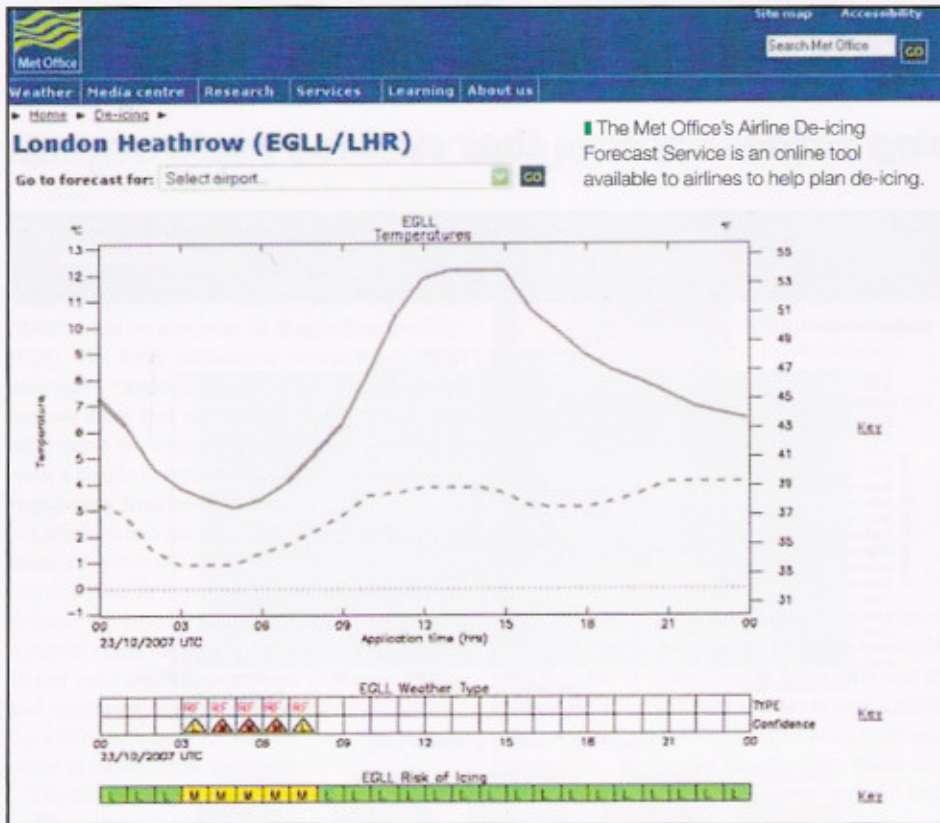 Site map Accessibility
Met Office
Search Met Office GO
Weather Media centre Research Services Learning About us
Home De-icing
London Heathrow (EGLL/LHR)
Go to forecast for: Select airport... GO
The Met Office's Airline De-icing
Forecast Service is an online tool
available to airlines to help plan de-icing.
EGLL
Temperatures
°C
°F
13
12
11
10
9
8
7
6
5
4
3
2
1
0
-1
Temperature
55
53
51
49
47
45
43
41
39
37
35
33
31
Key
00 03 06 09 12 15 18 21 00
23/10/2007 UTC
Application time (hrs)
EGLL Weather Type
RF RF RF RF RF
TYPE
Confidence
Key
00 03 06 09 12 15 18 21 00
23/10/2007 UTC
EGLL Risk of Icing
L L L M M M M M L L L L L L L L L L L L L L L L
Key